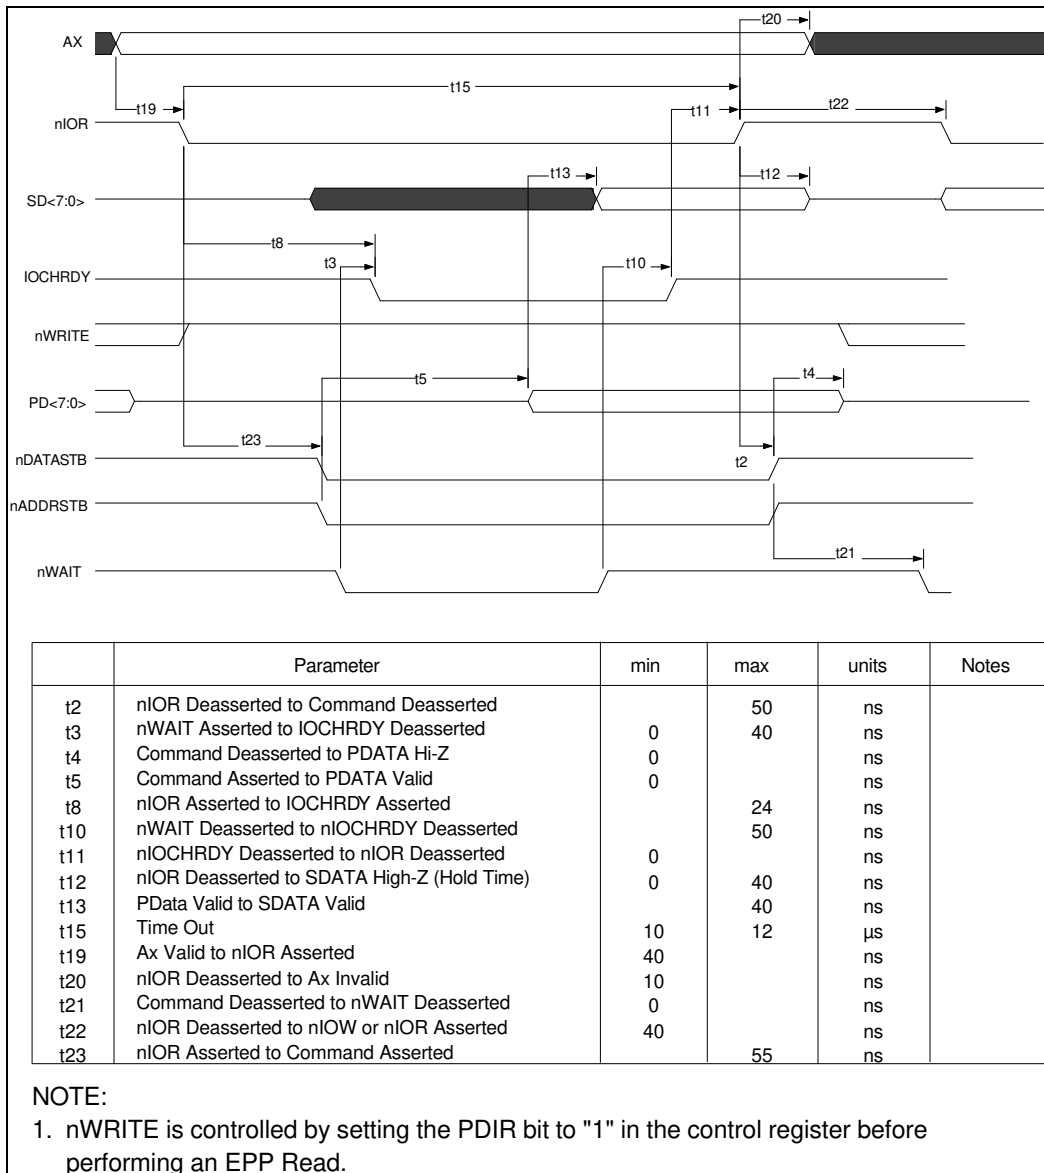 t20
AX
t15
t19
t11
t22
nIOR
t13
t12
SD<7:0>
t8
t3
t10
IOCHRDY
nWRITE
t5
t4
PD<7:0>
t23
nDATASTB
t2
nADDRSTB
t21
nWAIT
Parameter min max units Notes
t2 nIOR Deasserted to Command Deasserted 50 ns
t3 nWAIT Asserted to IOCHRDY Deasserted 0 40 ns
t4 Command Deasserted to PDATA Hi-Z 0 ns
t5 Command Asserted to PDATA Valid 0 ns
t8 nIOR Asserted to IOCHRDY Asserted 24 ns
t10 nWAIT Deasserted to nIOCHRDY Deasserted 50 ns
t11 nIOCHRDY Deasserted to nIOR Deasserted 0 ns
t12 nIOR Deasserted to SDATA High-Z (Hold Time) 0 40 ns
t13 PData Valid to SDATA Valid 40 ns
t15 Time Out 10 12 µs
t19 Ax Valid to nIOR Asserted 40 ns
t20 nIOR Deasserted to Ax Invalid 10 ns
t21 Command Deasserted to nWAIT Deasserted 0 ns
t22 nIOR Deasserted to nIOW or nIOR Asserted 40 ns
t23 nIOR Asserted to Command Asserted 55 ns
NOTE:
1. nWRITE is controlled by setting the PDIR bit to "1" in the control register before
performing an EPP Read.